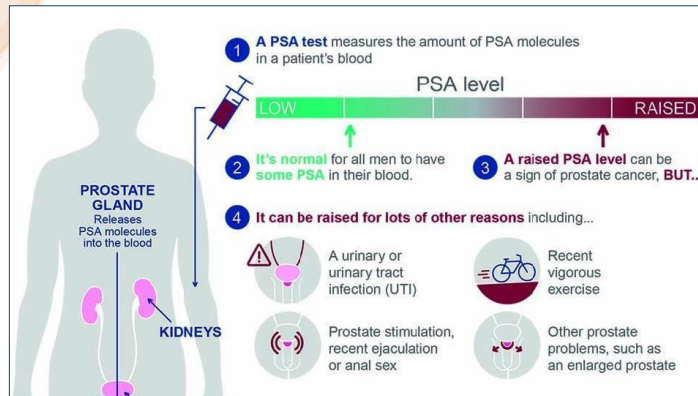 1 A PSA test measures the amount of PSA molecules
in a patient's blood
PSA level
LOW
RAISED
2 It's normal for all men to have
some PSA in their blood.
3 A raised PSA level can be
a sign of prostate cancer, BUT...
PROSTATE
GLAND
Releases
PSA molecules
into the blood
KIDNEYS
4 It can be raised for lots of other reasons including...
A urinary or
urinary tract
infection (UTI)
Recent
vigorous
exercise
Prostate stimulation,
recent ejaculation
or anal sex
Other prostate
problems, such as
an enlarged prostate